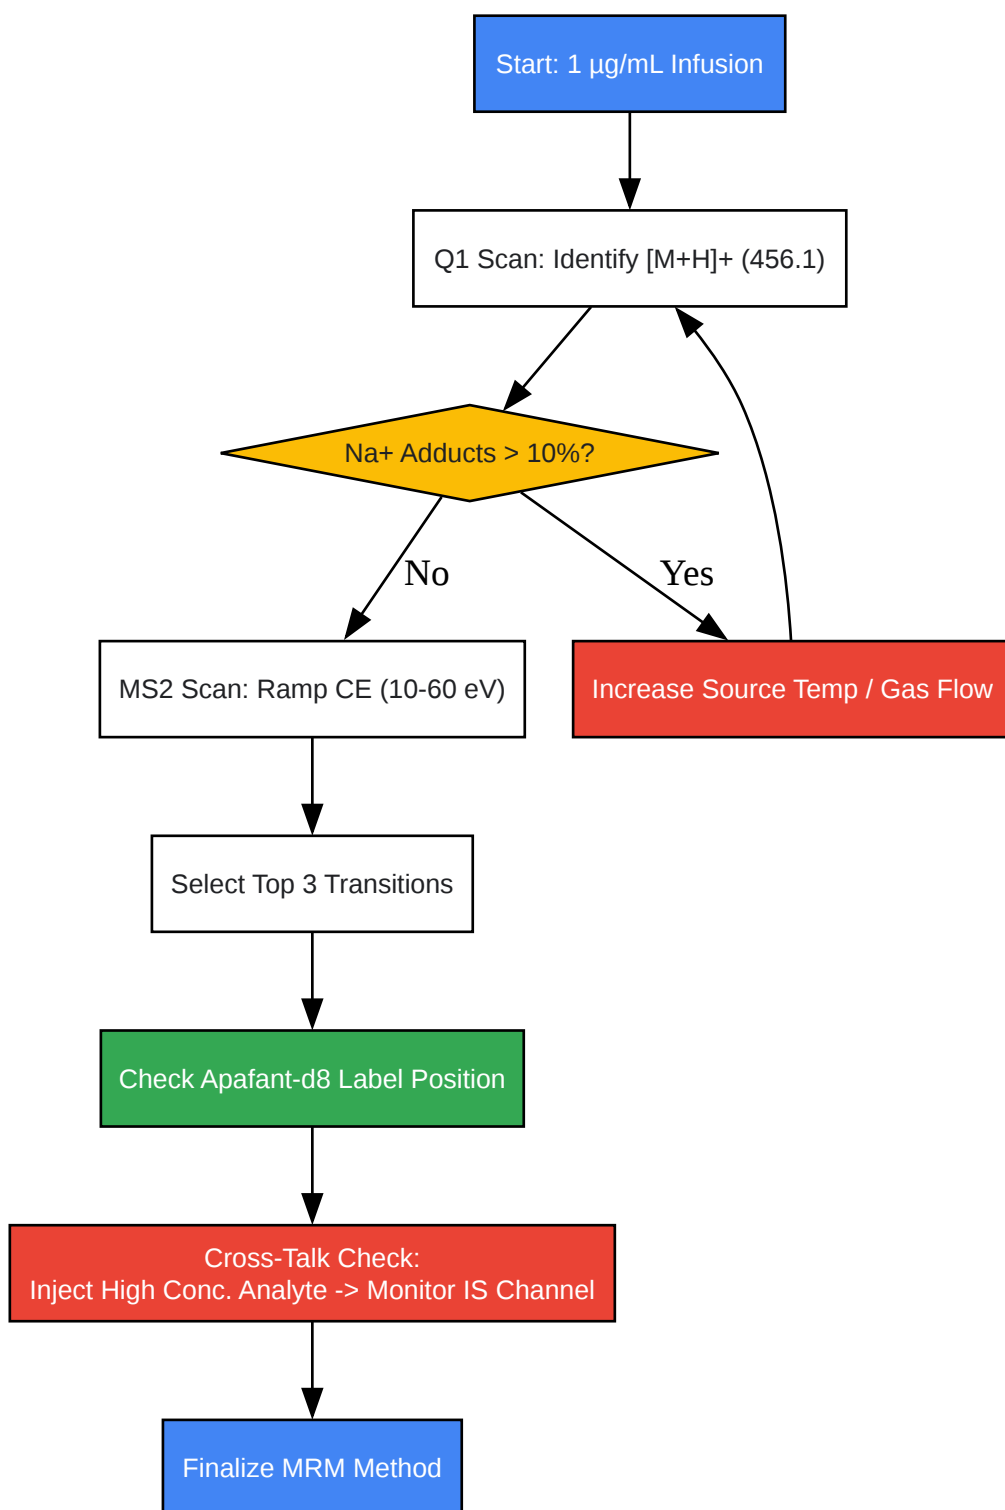 Start: 1 µg/mL Infusion
Q1 Scan: Identify [M+H]+ (456.1)
Na+ Adducts > 10%?
No
Yes
MS2 Scan: Ramp CE (10-60 eV)
Increase Source Temp / Gas Flow
Select Top 3 Transitions
Check Apafant-d8 Label Position
Cross-Talk Check:
Inject High Conc. Analyte -> Monitor IS Channel
Finalize MRM Method